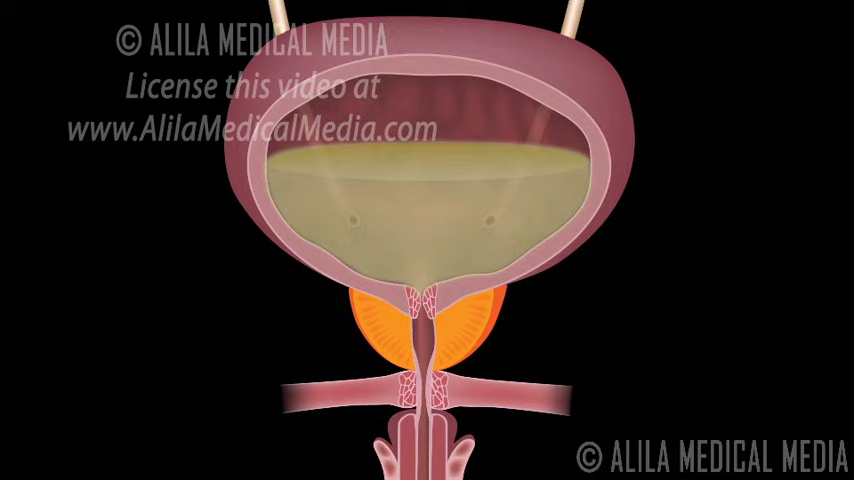 © ALILA MEDICAL MEDIA
License this video at
www.AlilaMedicalMedia.com
© ALILA MEDICAL MEDIA